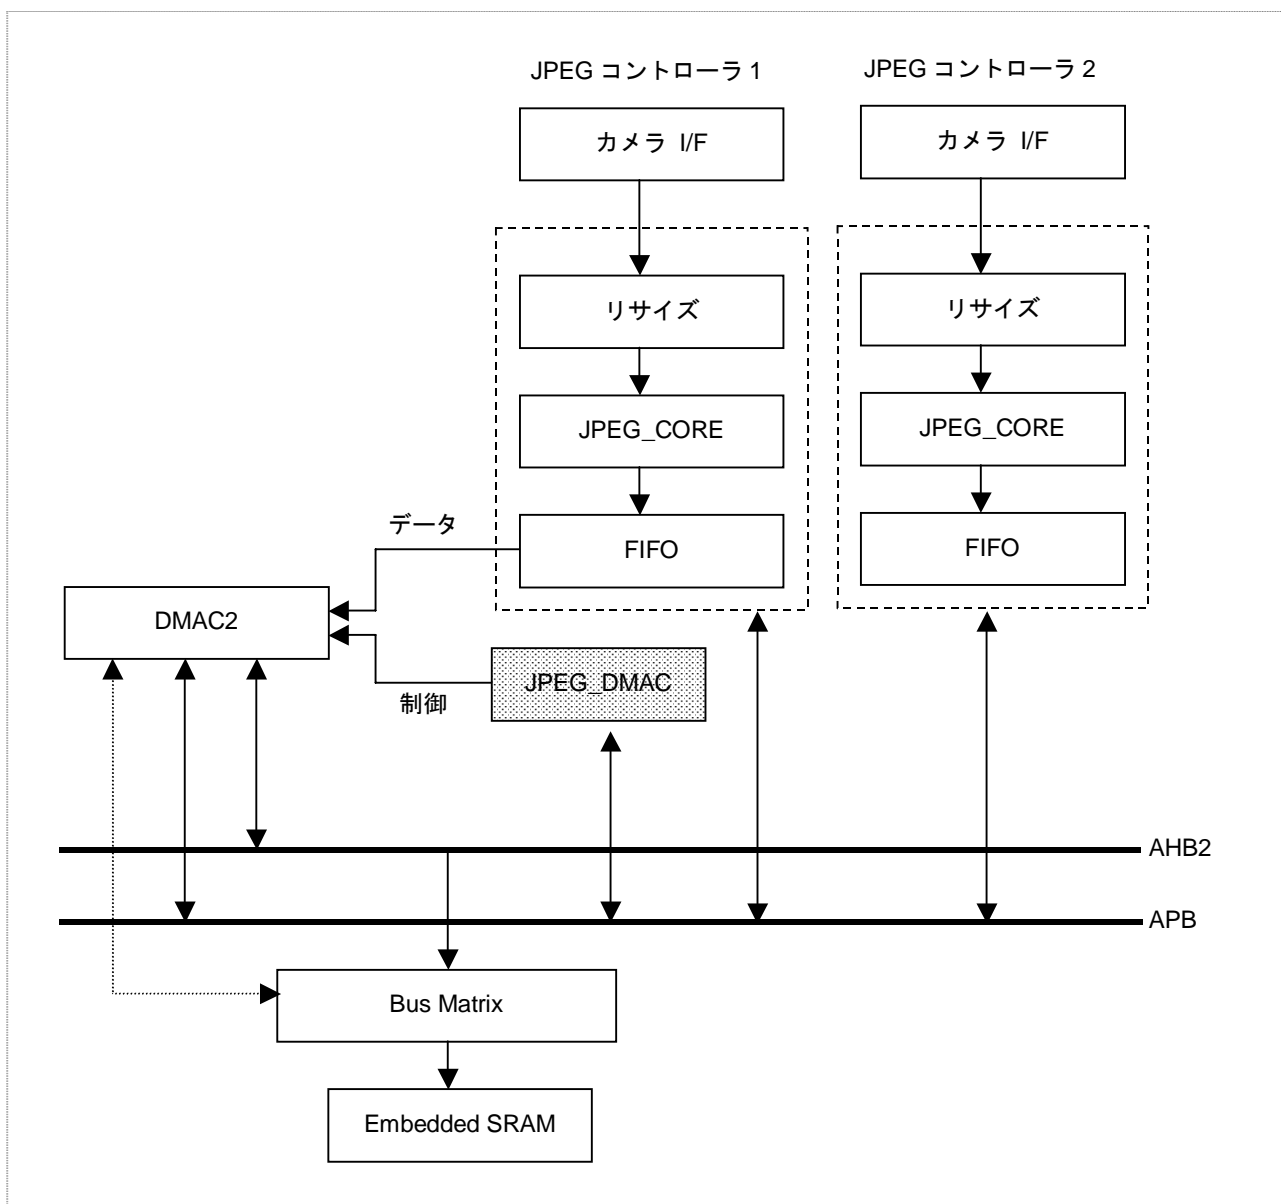 JPEG コントローラ 1
JPEG コントローラ 2
カメラ I/F
カメラ I/F
リサイズ
リサイズ
JPEG_CORE
JPEG_CORE
データ
FIFO
FIFO
DMAC2
JPEG_DMAC
制御
AHB2
APB
Bus Matrix
Embedded SRAM